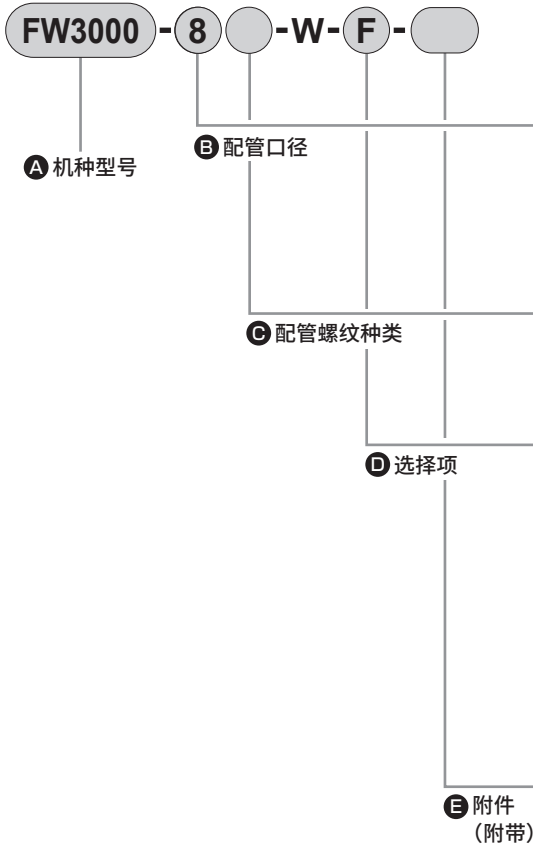 FW3000-8 -W-F-
B 配管口径
A 机种型号
C 配管螺纹种类
D 选择项
E 附件
（附带）